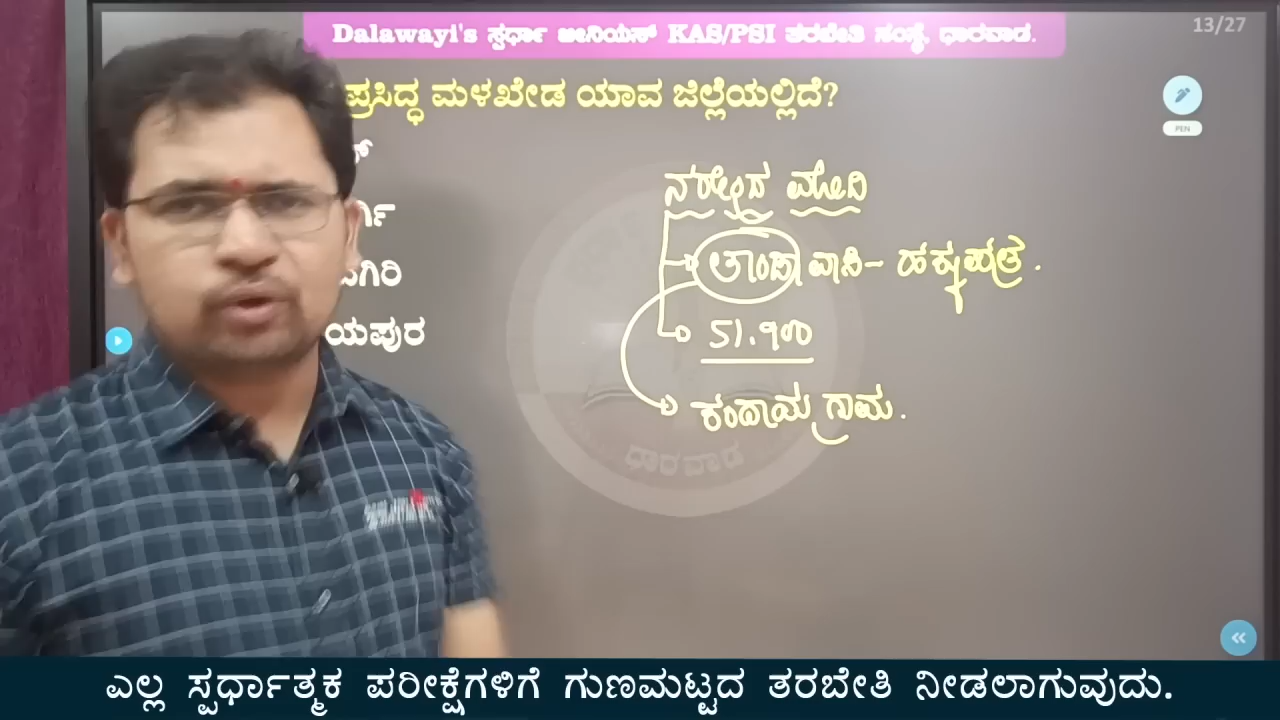 Dalawayi's ಸ್ಪರ್ಧಾ ಜೀನಿಯಸ್ KAS/PSI ತರಬೇತಿ ಸಂಸ್ಥೆ, ಧಾರವಾಡ.
13/27
ಪ್ರಸಿದ್ಧ ಮಳಖೇಡ ಯಾವ ಜಿಲ್ಲೆಯಲ್ಲಿದೆ?
PEN
ನರೇಂದ್ರ ಮೋದಿ
ರ್ಗಿ
ತಾಂಡಾ ವಾಸಿ - ಹಕ್ಕುಪತ್ರ.
ಗಿರಿ
ಯಪುರ
51.900
ಕಂದಾಯ ಗ್ರಾಮ.
ಧಾರವಾಡ
ಎಲ್ಲ ಸ್ಪರ್ಧಾತ್ಮಕ ಪರೀಕ್ಷೆಗಳಿಗೆ ಗುಣಮಟ್ಟದ ತರಬೇತಿ ನೀಡಲಾಗುವುದು.